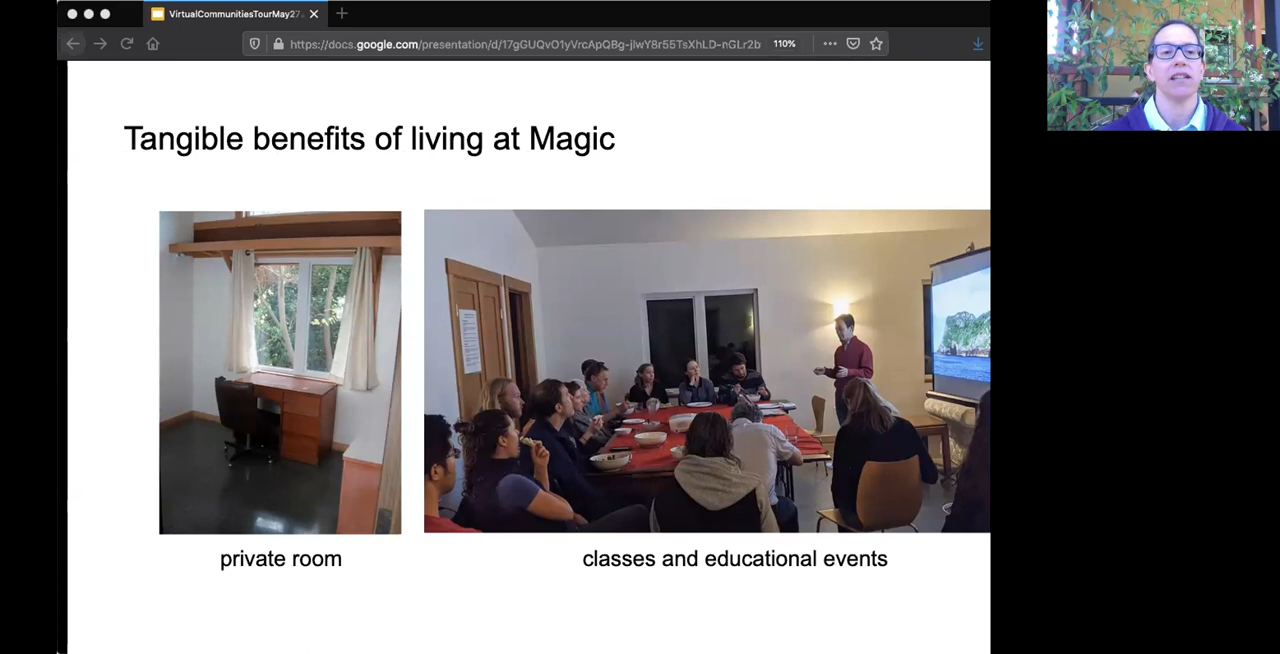 VirtualCommunitiesTourMay27
https://docs.google.com/presentation/d/17gGUQvO1yVrcApQBg-jlwY8r55TsXhLD-nGLr2b
110%
Tangible benefits of living at Magic
private room
classes and educational events